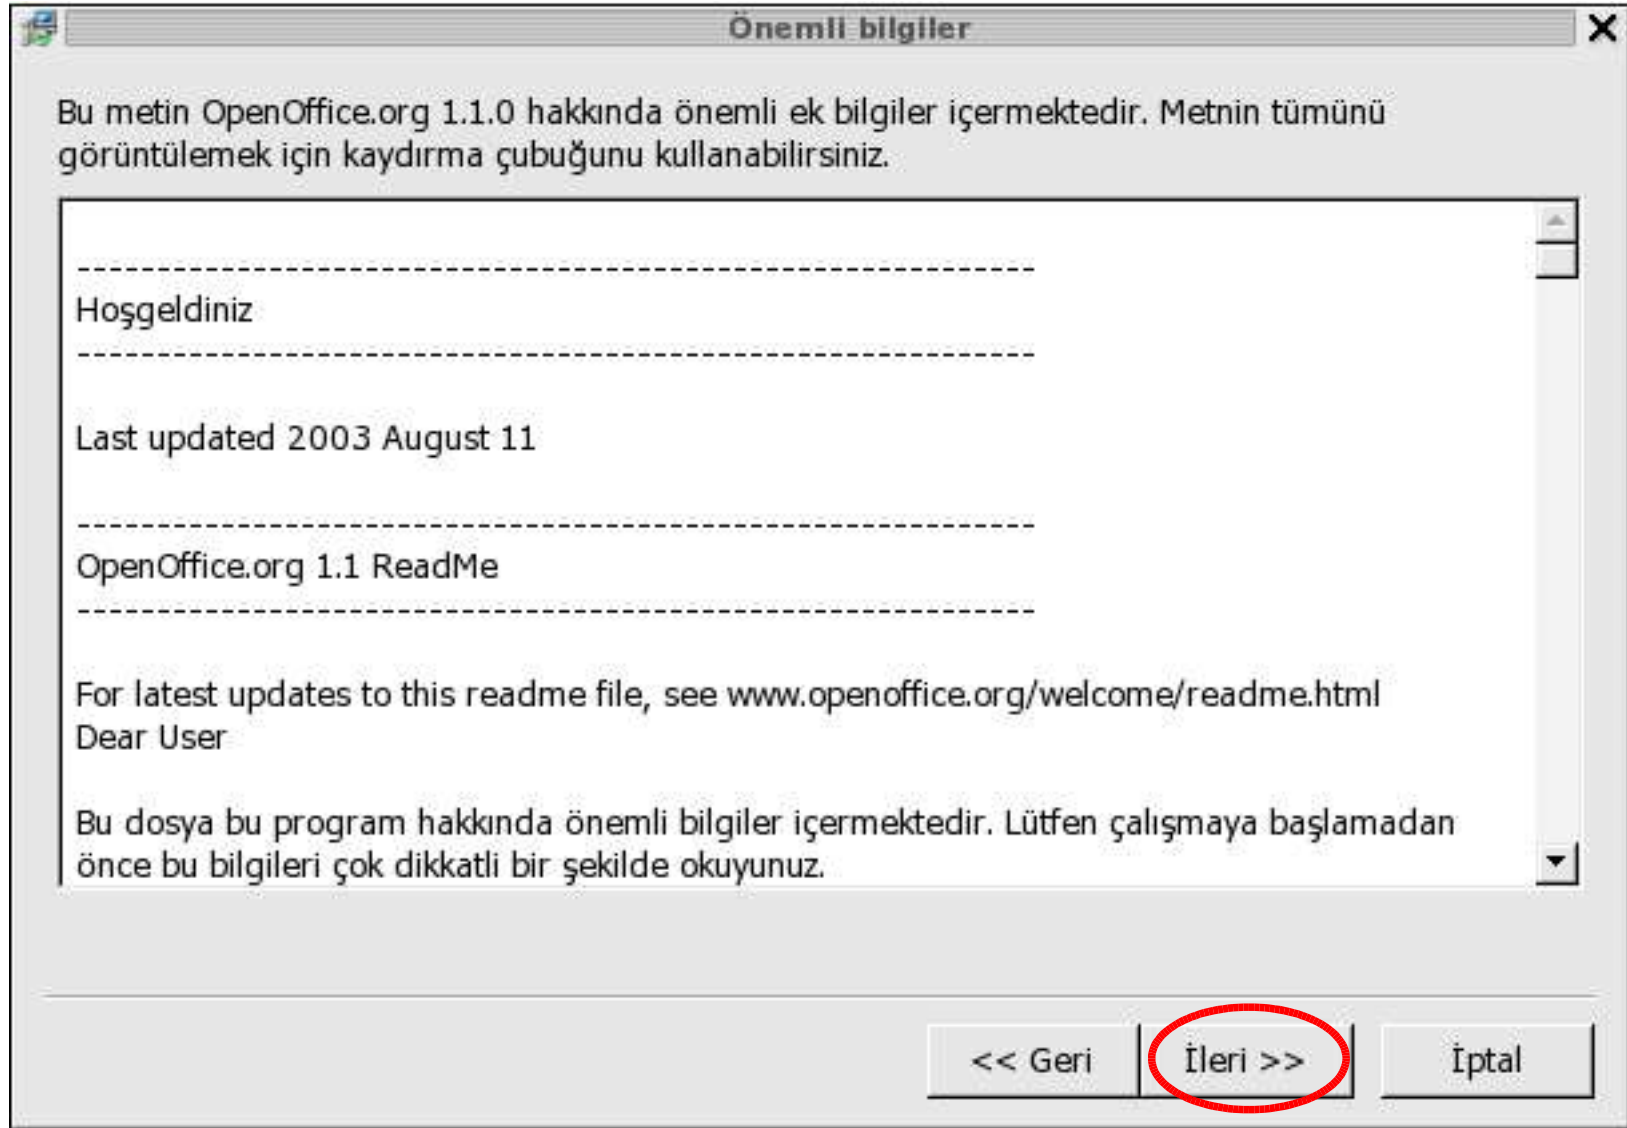 Önemli bilgiler
Bu metin OpenOffice.org 1.1.0 hakkında önemli ek bilgiler içermektedir. Metnin tümünü
görüntülemek için kaydırma çubuğunu kullanabilirsiniz.
------------------------------------------------------------
Hoşgeldiniz
------------------------------------------------------------
Last updated 2003 August 11
------------------------------------------------------------
OpenOffice.org 1.1 ReadMe
------------------------------------------------------------
For latest updates to this readme file, see www.openoffice.org/welcome/readme.html
Dear User
Bu dosya bu program hakkında önemli bilgiler içermektedir. Lütfen çalışmaya başlamadan
önce bu bilgileri çok dikkatli bir şekilde okuyunuz.
<< Geri
İleri >>
İptal